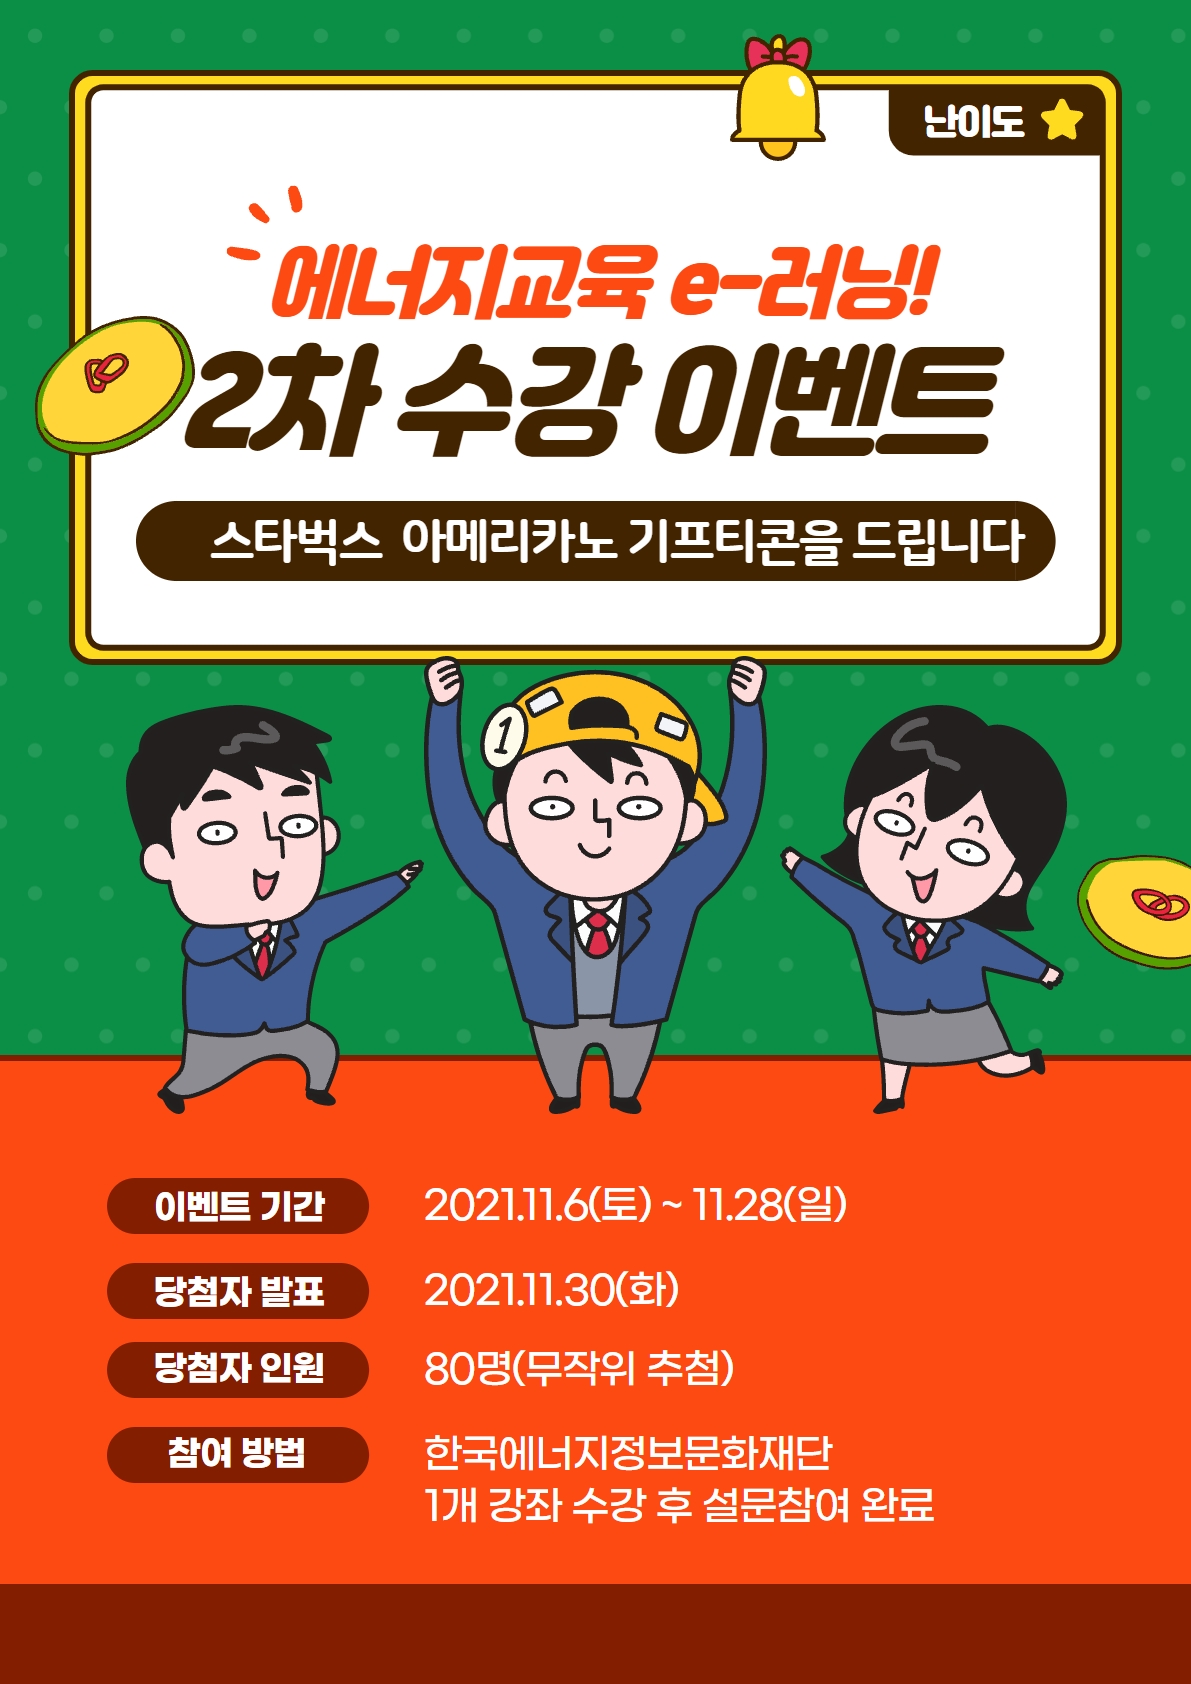 난이도
에너지교육 e-러닝!
2차 수강 이벤트
스타벅스 아메리카노 기프티콘을 드립니다
1
이벤트 기간 2021.11.6(토) ~ 11.28(일)
당첨자 발표 2021.11.30(화)
당첨자 인원 80명(무작위 추첨)
참여 방법 한국에너지정보문화재단
1개 강좌 수강 후 설문참여 완료